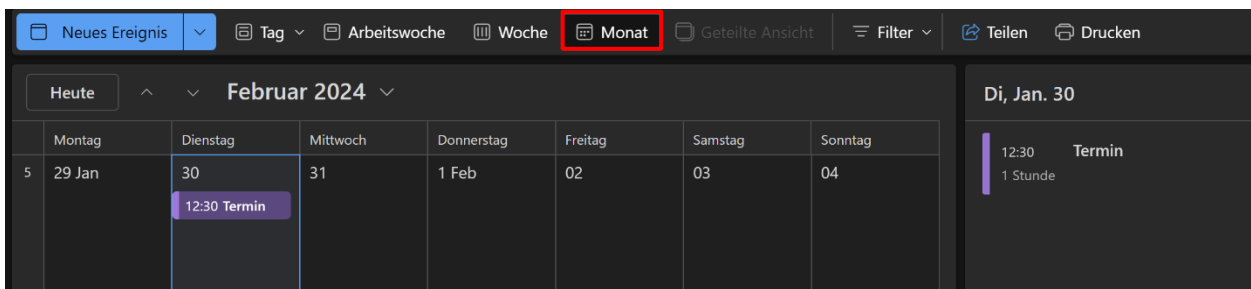 Neues Ereignis Tag Arbeitswoche Woche Monat Geteilte Ansicht Filter Teilen Drucken
Heute Februar 2024
Di, Jan. 30
Montag Dienstag Mittwoch Donnerstag Freitag Samstag Sonntag
5 29 Jan 30 31 1 Feb 02 03 04
12:30 Termin
12:30 Termin
1 Stunde